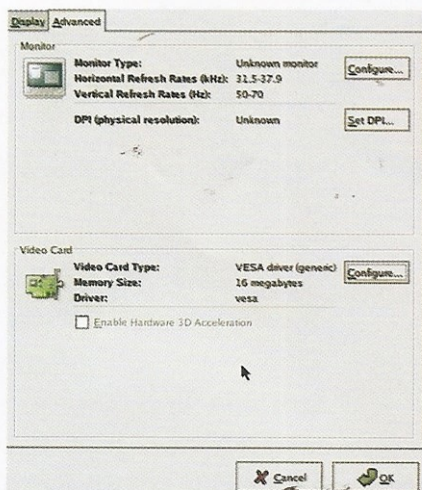 Display Advanced
Monitor
Monitor Type: Unknown monitor Configure...
Horizontal Refresh Rates (kHz): 31.5-37.9
Vertical Refresh Rates (Hz): 50-70
DPI (physical resolution): Unknown Set DPI...
Video Card
Video Card Type: VESA driver (generic) Configure...
Memory Size: 16 megabytes
Driver: vesa
Enable Hardware 3D Acceleration
Cancel OK